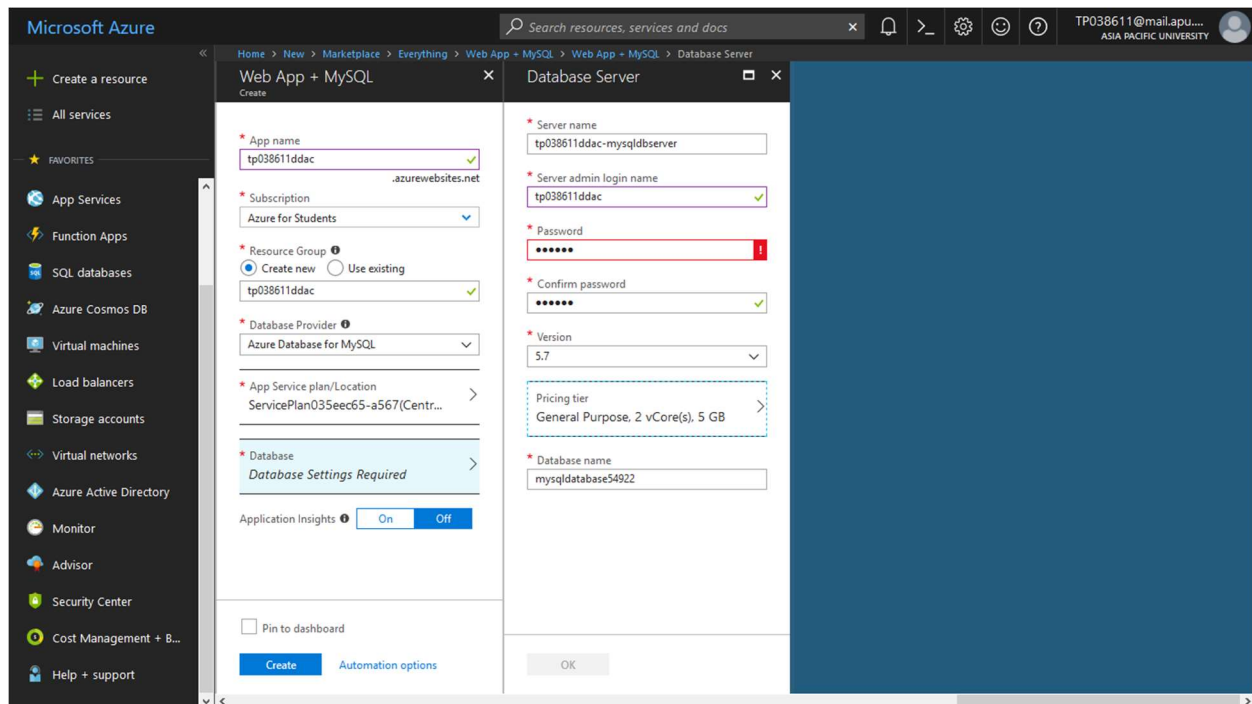 Microsoft Azure
Search resources, services and docs
TP038611@mail.apu....
ASIA PACIFIC UNIVERSITY
Home > New > Marketplace > Everything > Web App + MySQL > Web App + MySQL > Database Server
Create a resource
All services
FAVORITES
App Services
Function Apps
SQL databases
Azure Cosmos DB
Virtual machines
Load balancers
Storage accounts
Virtual networks
Azure Active Directory
Monitor
Advisor
Security Center
Cost Management + B...
Help + support
Web App + MySQL
Create
* App name
tp038611ddac
.azurewebsites.net
* Subscription
Azure for Students
* Resource Group
Create new Use existing
tp038611ddac
* Database Provider
Azure Database for MySQL
* App Service plan/Location
ServicePlan035eec65-a567(Centr...
* Database
Database Settings Required
Application Insights On Off
Pin to dashboard
Create Automation options
Database Server
* Server name
tp038611ddac-mysqldbserver
* Server admin login name
tp038611ddac
* Password
••••••
* Confirm password
••••••
* Version
5.7
Pricing tier
General Purpose, 2 vCore(s), 5 GB
* Database name
mysqldatabase54922
OK